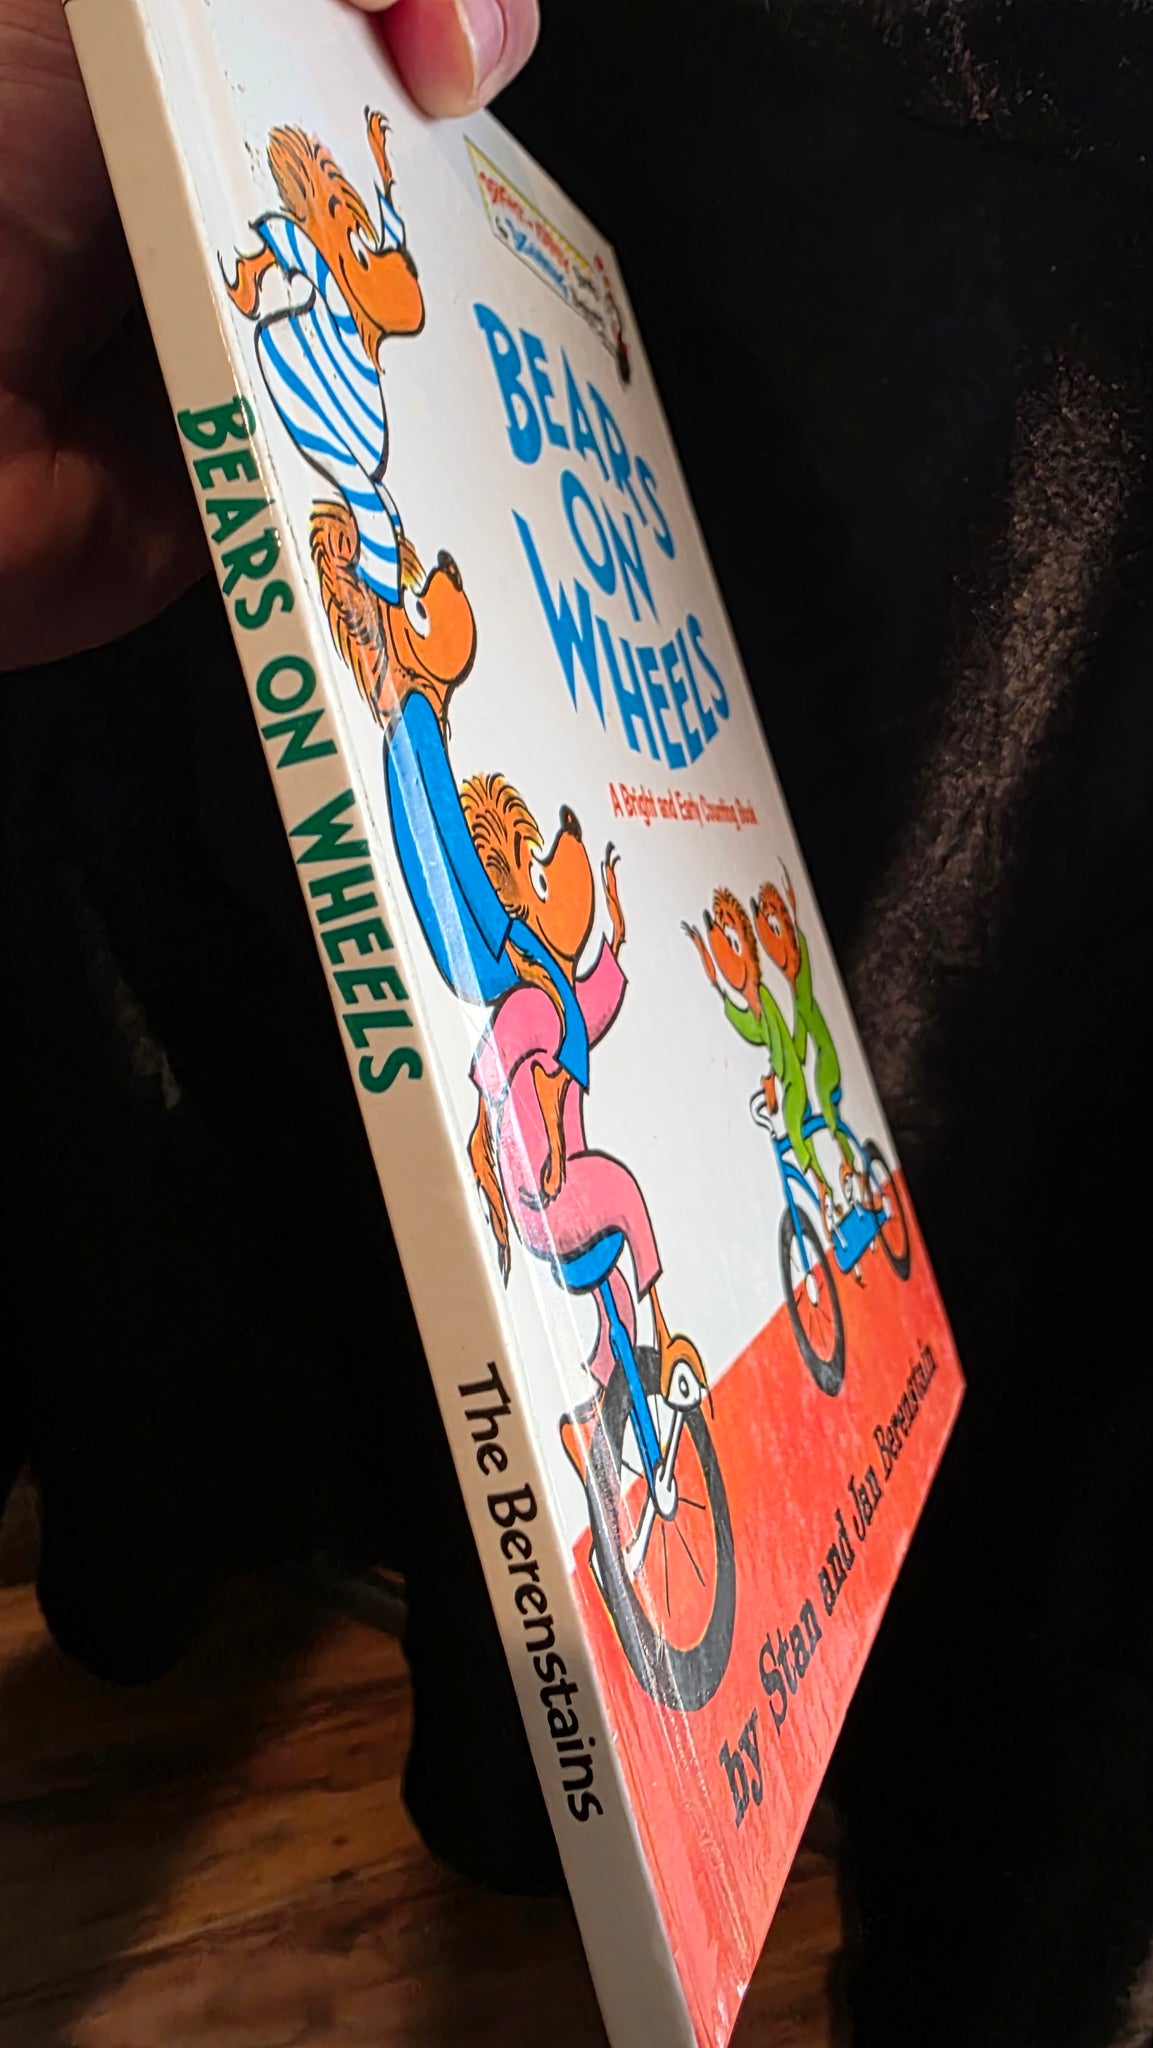 BEARS
ON
WHEELS
A Bright and Early Counting Book
by Stan and Jan Berenstain
BEARS ON WHEELS
The Berenstains